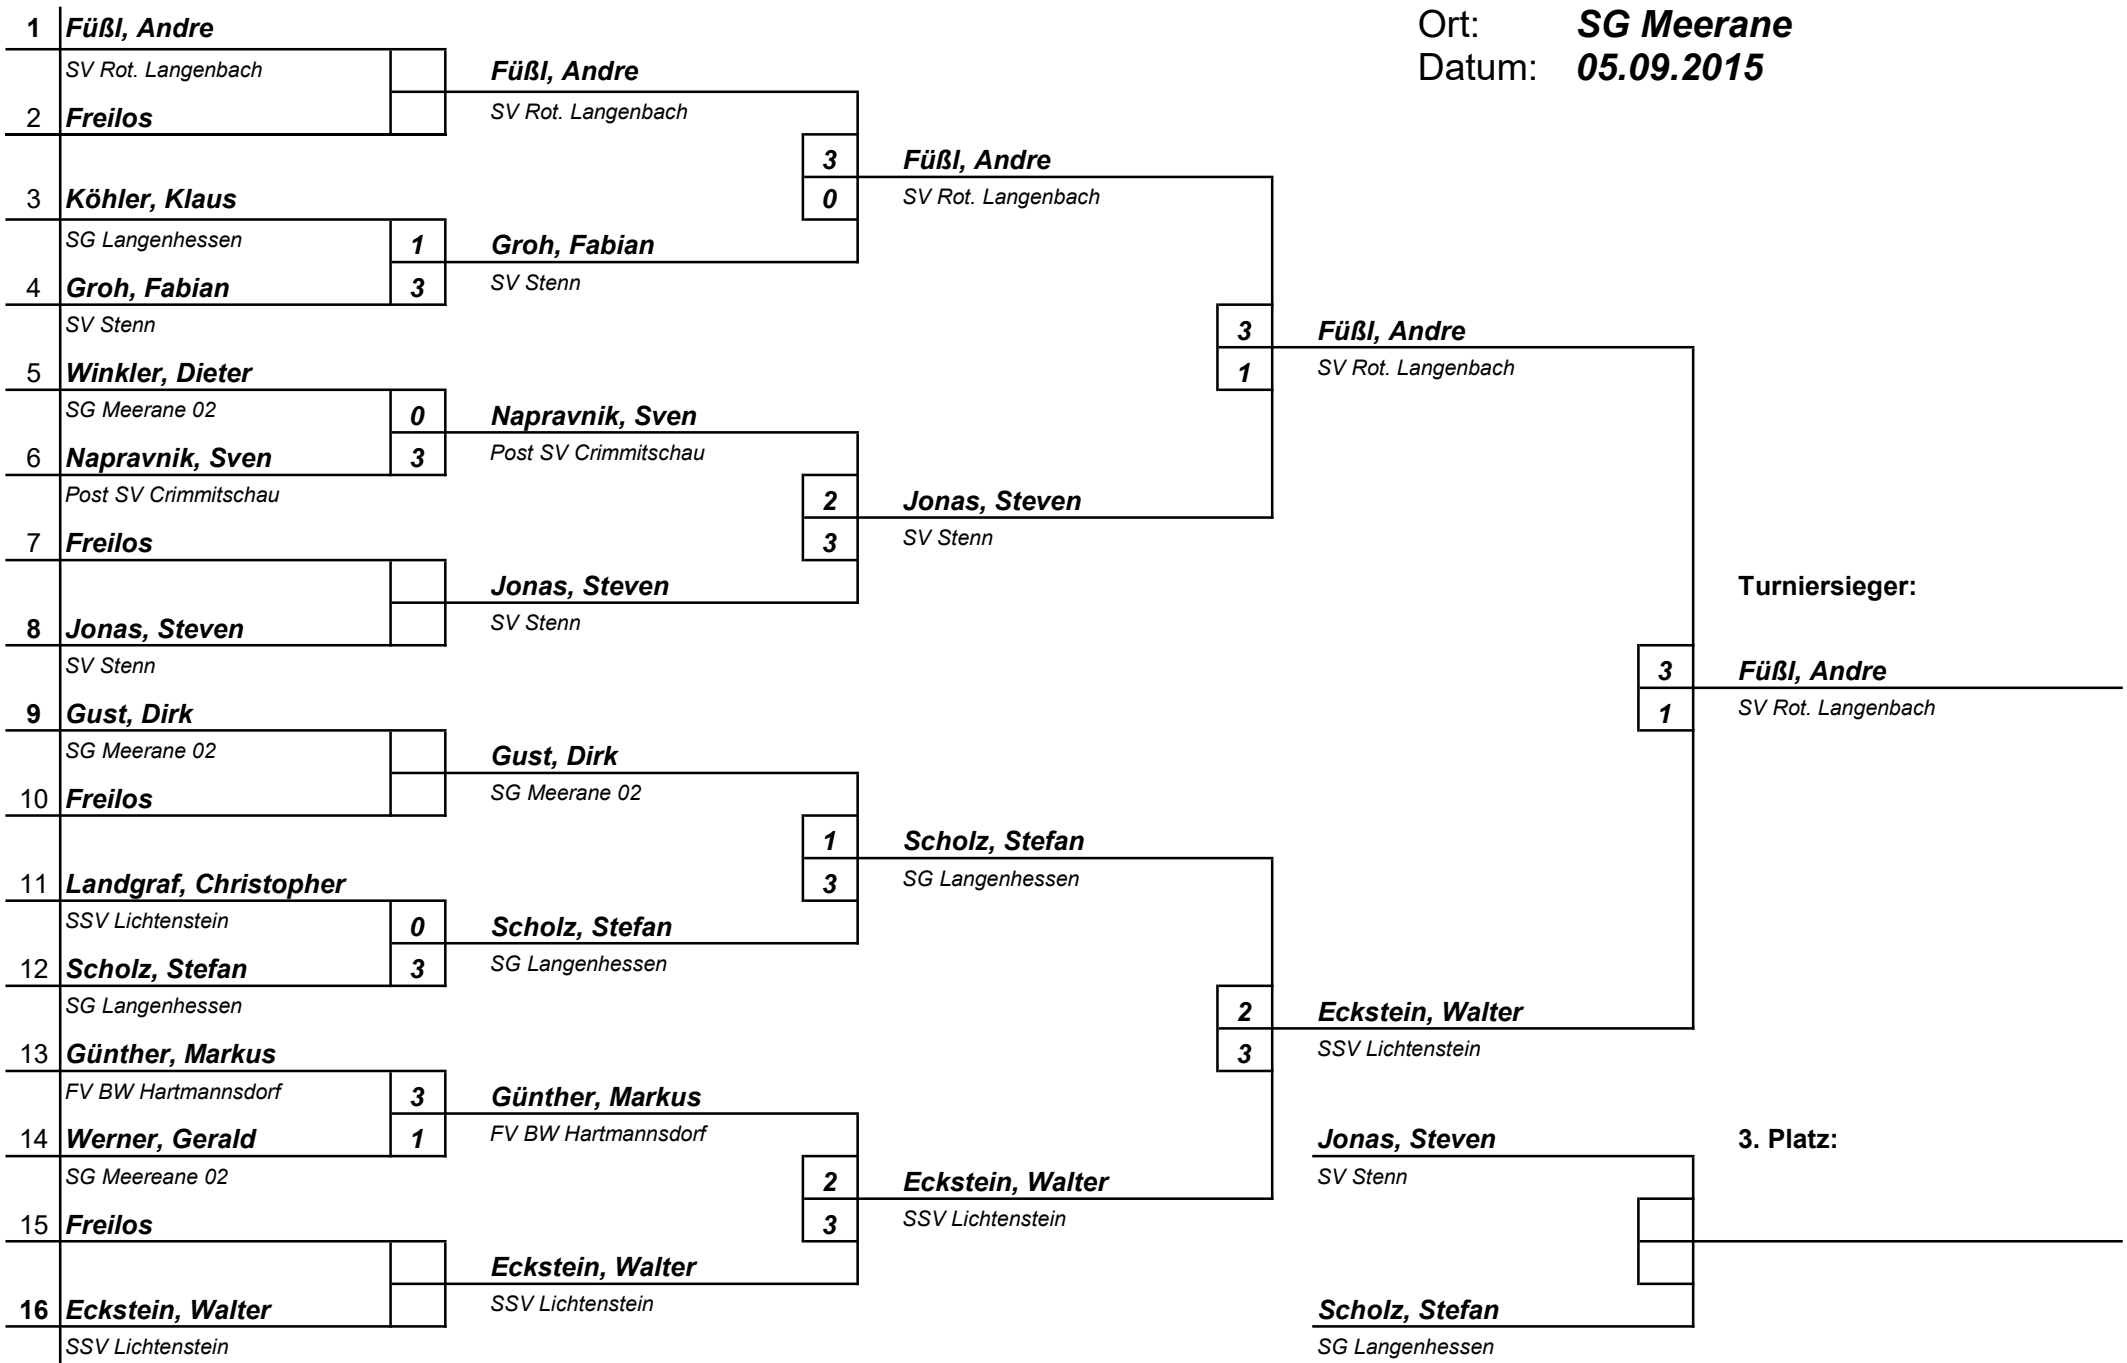 Ort: SG Meerane
Datum: 05.09.2015
1 Füßl, Andre
SV Rot. Langenbach
2 Freilos
3 Köhler, Klaus
SG Langenhessen 1
4 Groh, Fabian 3
SV Stenn
5 Winkler, Dieter
SG Meerane 02 0
6 Napravnik, Sven 3
Post SV Crimmitschau
7 Freilos
8 Jonas, Steven
SV Stenn
9 Gust, Dirk
SG Meerane 02
10 Freilos
11 Landgraf, Christopher
SSV Lichtenstein 0
12 Scholz, Stefan 3
SG Langenhessen
13 Günther, Markus
FV BW Hartmannsdorf 3
14 Werner, Gerald 1
SG Meereane 02
15 Freilos
16 Eckstein, Walter
SSV Lichtenstein
Füßl, Andre
SV Rot. Langenbach
3
0
Groh, Fabian
SV Stenn
Napravnik, Sven
Post SV Crimmitschau
2
3
Jonas, Steven
SV Stenn
Gust, Dirk
SG Meerane 02
1
3
Scholz, Stefan
SG Langenhessen
Günther, Markus
FV BW Hartmannsdorf
2
3
Eckstein, Walter
SSV Lichtenstein
Füßl, Andre
SV Rot. Langenbach
3
1
Jonas, Steven
SV Stenn
Scholz, Stefan
SG Langenhessen
2
3
Eckstein, Walter
SSV Lichtenstein
Füßl, Andre
SV Rot. Langenbach
3
1
Eckstein, Walter
SSV Lichtenstein
Turniersieger:
Füßl, Andre
SV Rot. Langenbach
Jonas, Steven
SV Stenn
3. Platz:
Scholz, Stefan
SG Langenhessen